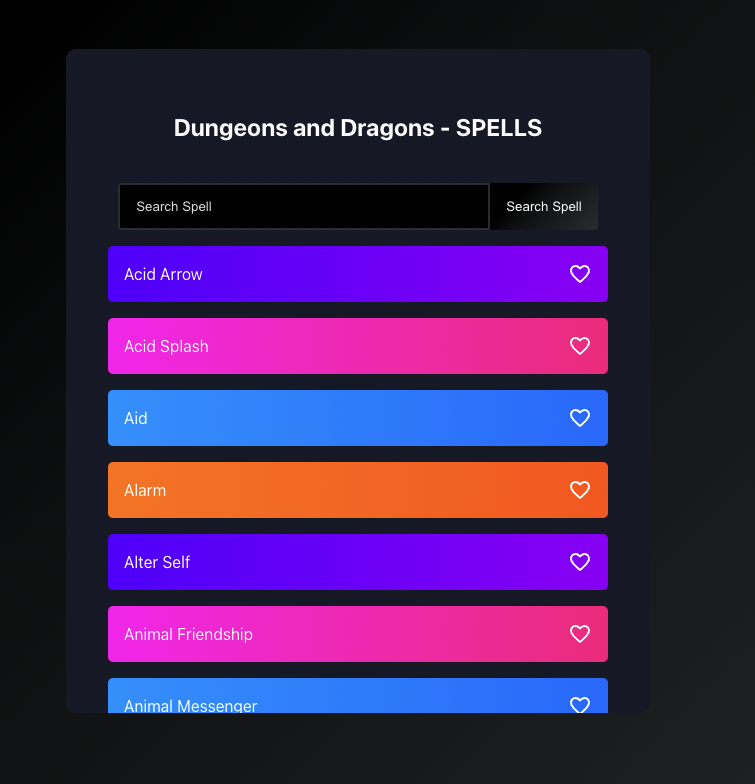 Dungeons and Dragons - SPELLS
Search Spell Search Spell
Acid Arrow
Acid Splash
Aid
Alarm
Alter Self
Animal Friendship
Animal Messenger